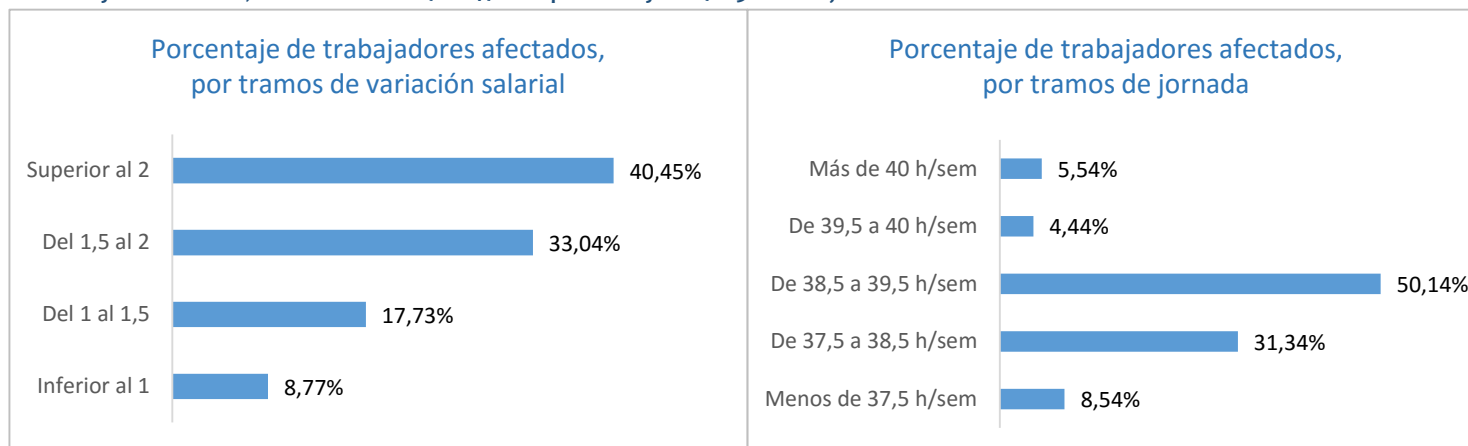 Porcentaje de trabajadores afectados,
por tramos de variación salarial
Superior al 2 40,45%
Del 1,5 al 2 33,04%
Del 1 al 1,5 17,73%
Inferior al 1 8,77%
Porcentaje de trabajadores afectados,
por tramos de jornada
Más de 40 h/sem 5,54%
De 39,5 a 40 h/sem 4,44%
De 38,5 a 39,5 h/sem 50,14%
De 37,5 a 38,5 h/sem 31,34%
Menos de 37,5 h/sem 8,54%